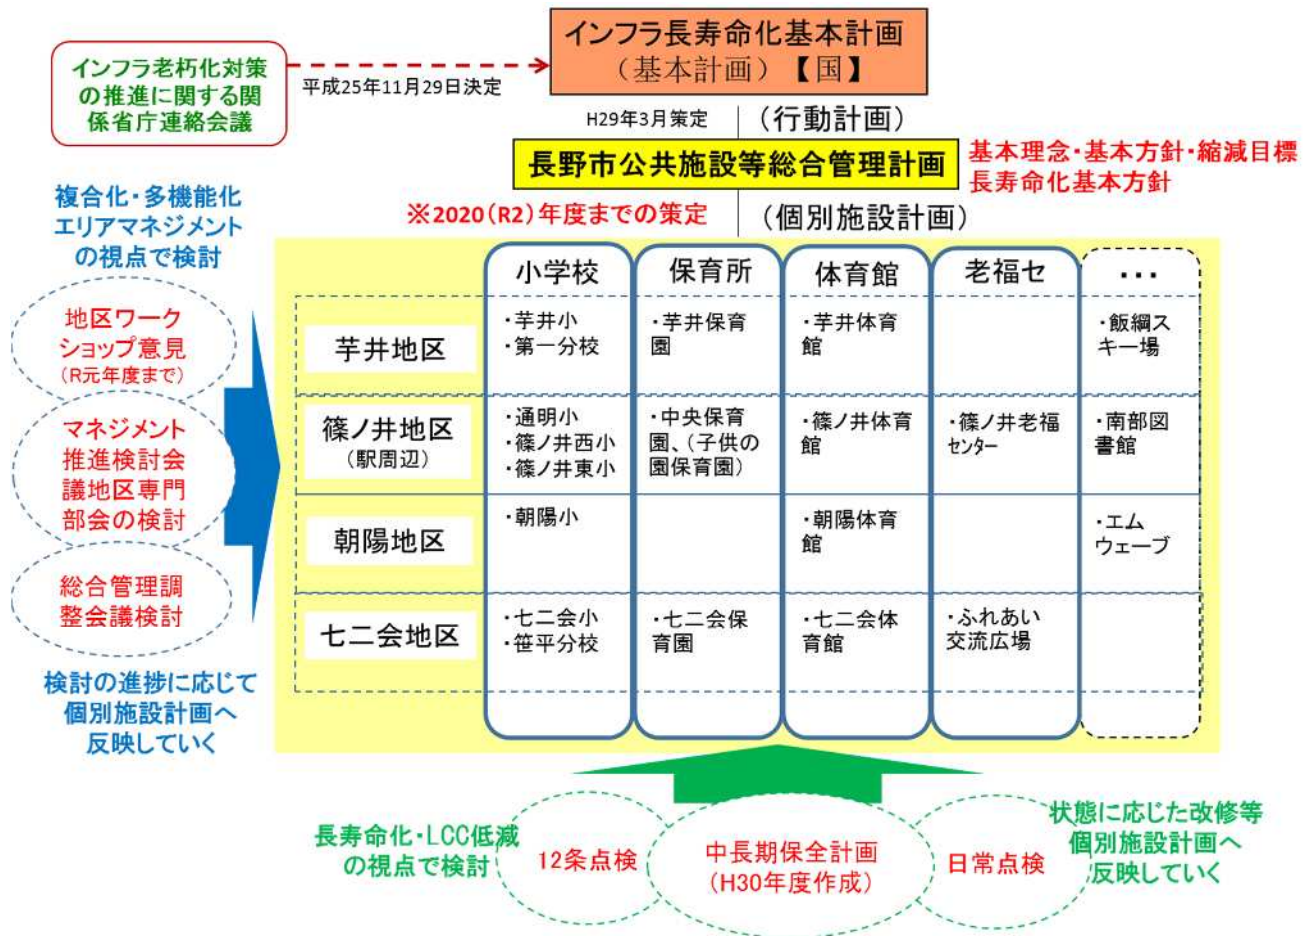 インフラ長寿命化基本計画
(基本計画)【国】
インフラ老朽化対策
の推進に関する関
係省庁連絡会議
平成25年11月29日決定
H29年3月策定
(行動計画)
長野市公共施設等総合管理計画
基本理念・基本方針・縮減目標
長寿命化基本方針
※2020(R2)年度までの策定
(個別施設計画)
複合化・多機能化
エリアマネジメント
の視点で検討
地区ワーク
ショップ意見
(R元年度まで)
マネジメント
推進検討会
議地区専門
部会の検討
総合管理調
整会議検討
検討の進捗に応じて
個別施設計画へ
反映していく
小学校
保育所
体育館
老福セ
・・・
芋井地区
・芋井小
・第一分校
・芋井保育
園
・芋井体育
館
・飯綱ス
キー場
篠ノ井地区
(駅周辺)
・通明小
・篠ノ井西小
・篠ノ井東小
・中央保育
園、(子供の
園保育園)
・篠ノ井体育
館
・篠ノ井老福
センター
・南部図
書館
朝陽地区
・朝陽小
・朝陽体育
館
・エム
ウェーブ
七二会地区
・七二会小
・笹平分校
・七二会保
育園
・七二会体
育館
・ふれあい
交流広場
長寿命化・LCC低減
の視点で検討
12条点検
中長期保全計画
(H30年度作成)
日常点検
状態に応じた改修等
個別施設計画へ
反映していく